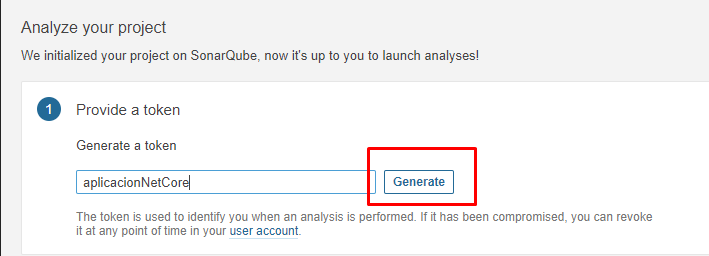 Analyze your project
We initialized your project on SonarQube, now it's up to you to launch analyses!
1 Provide a token
Generate a token
aplicacionNetCore Generate
The token is used to identify you when an analysis is performed. If it has been compromised, you can revoke
it at any point of time in your user account.